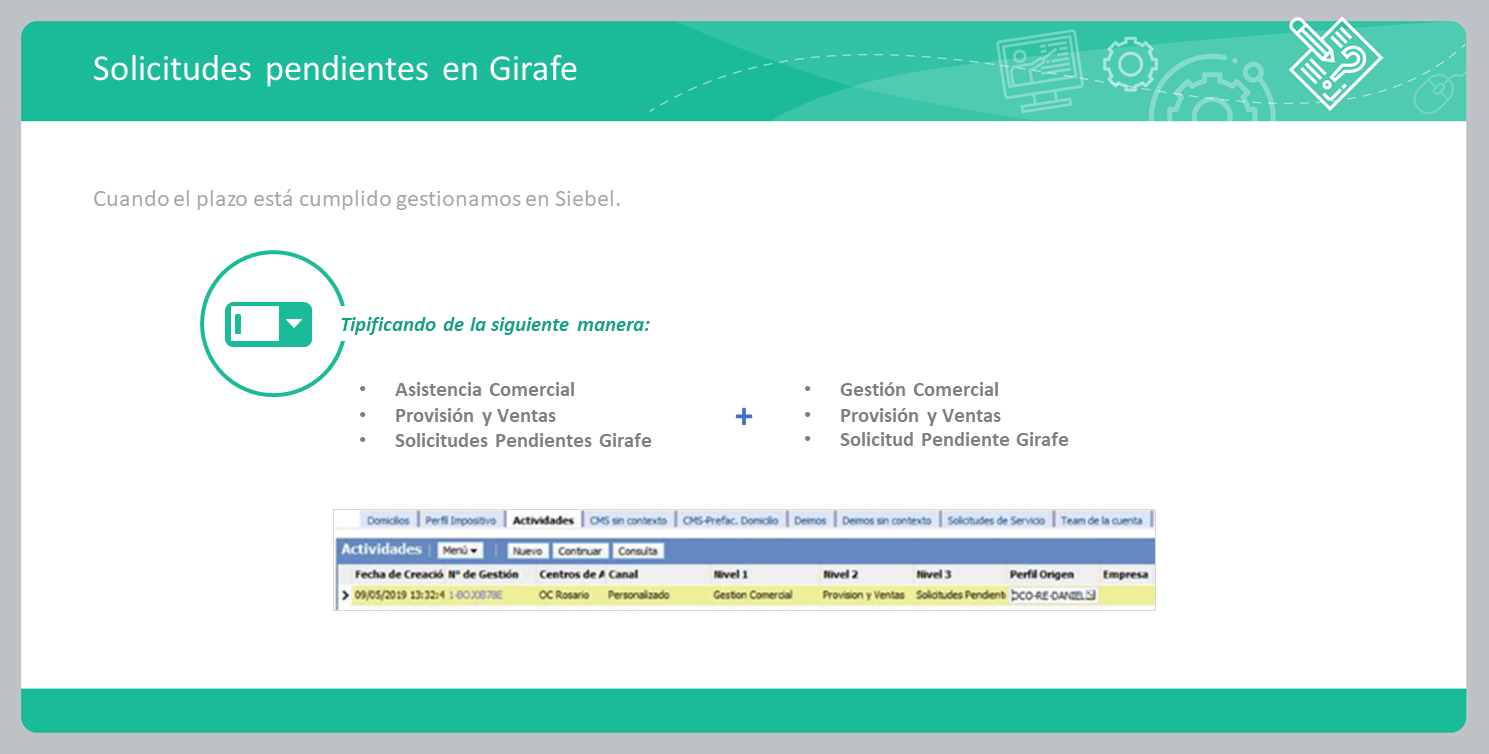 Solicitudes pendientes en Girafe
Cuando el plazo está cumplido gestionamos en Siebel.
Tipificando de la siguiente manera:
• Asistencia Comercial
• Provisión y Ventas
• Solicitudes Pendientes Girafe
+
• Gestión Comercial
• Provisión y Ventas
• Solicitud Pendiente Girafe
Domicilios Perfil Impositivo Actividades CMS sin contexto CMS-Prefac. Domicilio Deimos Deimos sin contexto Solicitudes de Servicio Team de la cuenta
Actividades Menú Nuevo Continuar Consulta
Fecha de Creació Nº de Gestión Centros de A Canal Nivel 1 Nivel 2 Nivel 3 Perfil Origen Empresa
09/05/2019 13:32:4 OC Rosario Personalizado Gestion Comercial Provision y Ventas Solicitudes Pendient OCO-RE-DANIEL